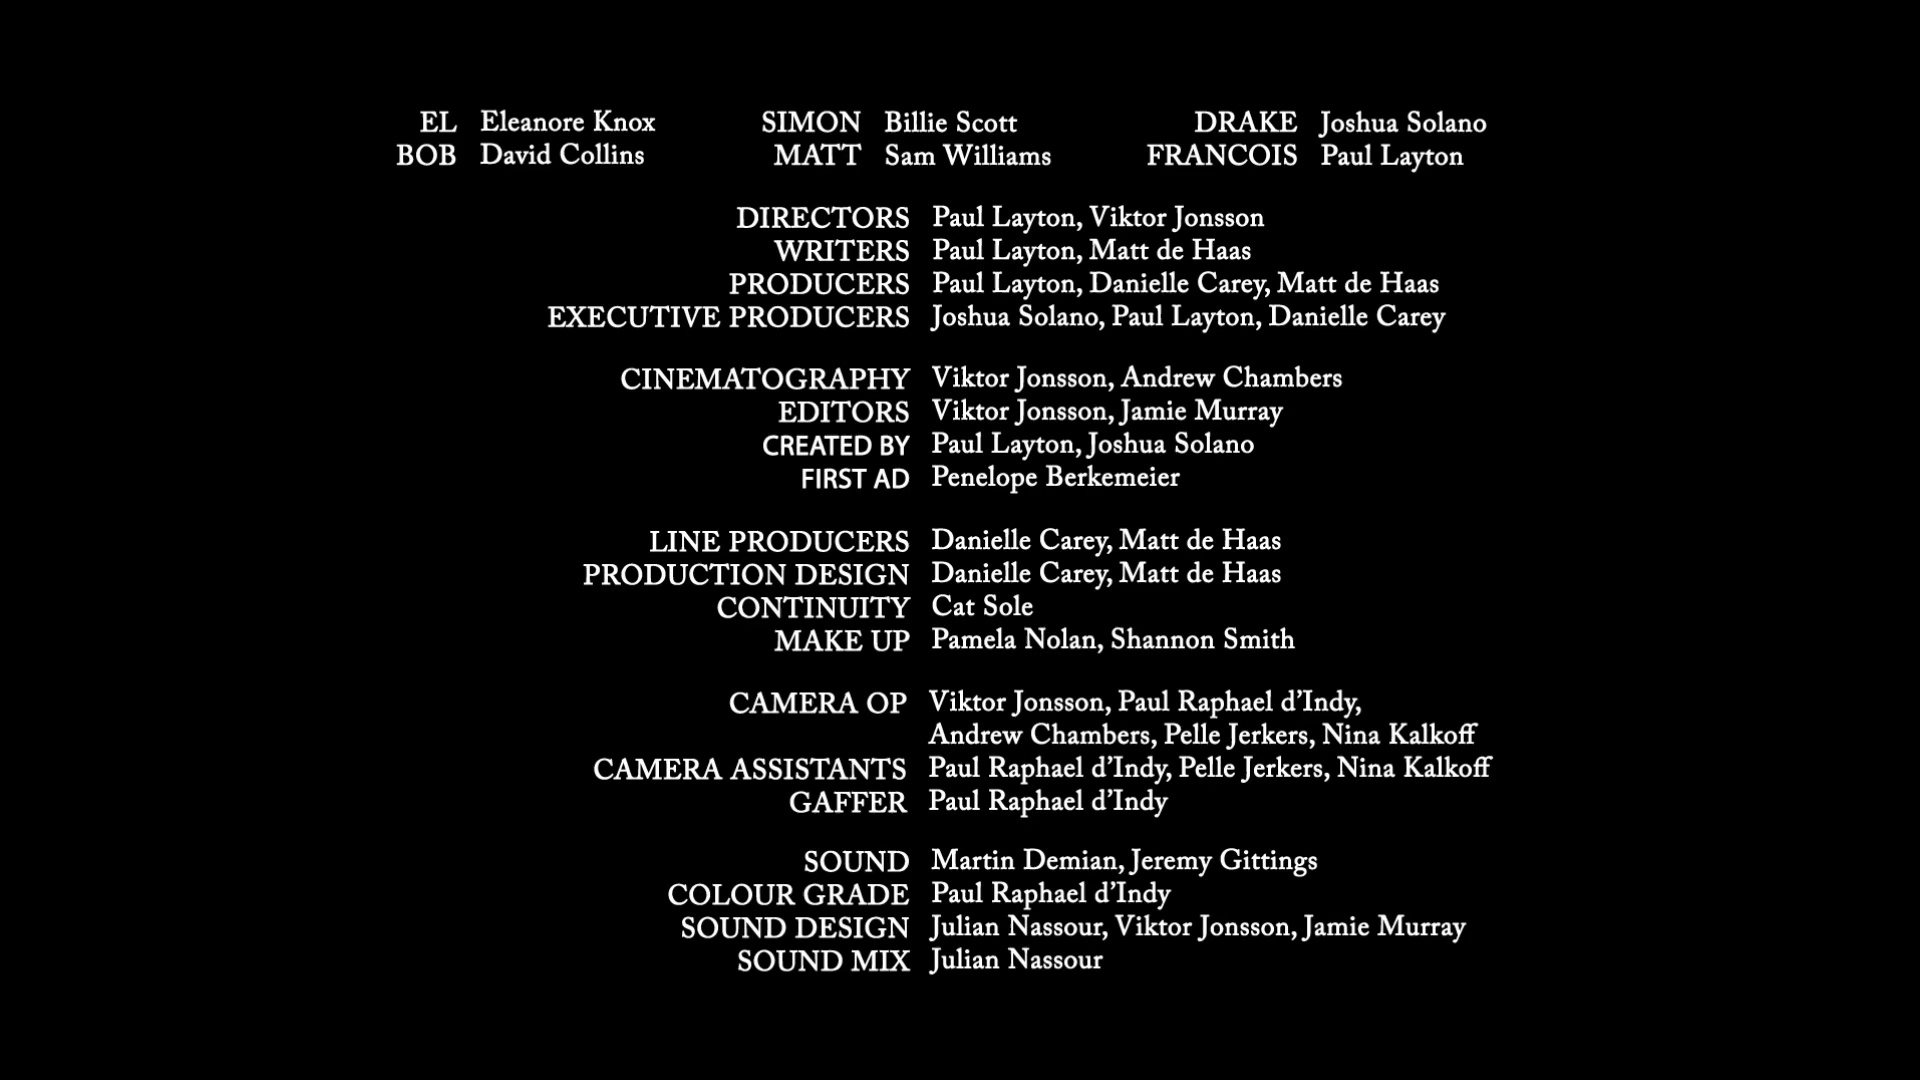 EL Eleanore Knox SIMON Billie Scott DRAKE Joshua Solano
BOB David Collins MATT Sam Williams FRANCOIS Paul Layton
DIRECTORS Paul Layton, Viktor Jonsson
WRITERS Paul Layton, Matt de Haas
PRODUCERS Paul Layton, Danielle Carey, Matt de Haas
EXECUTIVE PRODUCERS Joshua Solano, Paul Layton, Danielle Carey
CINEMATOGRAPHY Viktor Jonsson, Andrew Chambers
EDITORS Viktor Jonsson, Jamie Murray
CREATED BY Paul Layton, Joshua Solano
FIRST AD Penelope Berkemeier
LINE PRODUCERS Danielle Carey, Matt de Haas
PRODUCTION DESIGN Danielle Carey, Matt de Haas
CONTINUITY Cat Sole
MAKE UP Pamela Nolan, Shannon Smith
CAMERA OP Viktor Jonsson, Paul Raphael d’Indy,
Andrew Chambers, Pelle Jerkers, Nina Kalkoff
CAMERA ASSISTANTS Paul Raphael d’Indy, Pelle Jerkers, Nina Kalkoff
GAFFER Paul Raphael d’Indy
SOUND Martin Demian, Jeremy Gittings
COLOUR GRADE Paul Raphael d’Indy
SOUND DESIGN Julian Nassour, Viktor Jonsson, Jamie Murray
SOUND MIX Julian Nassour